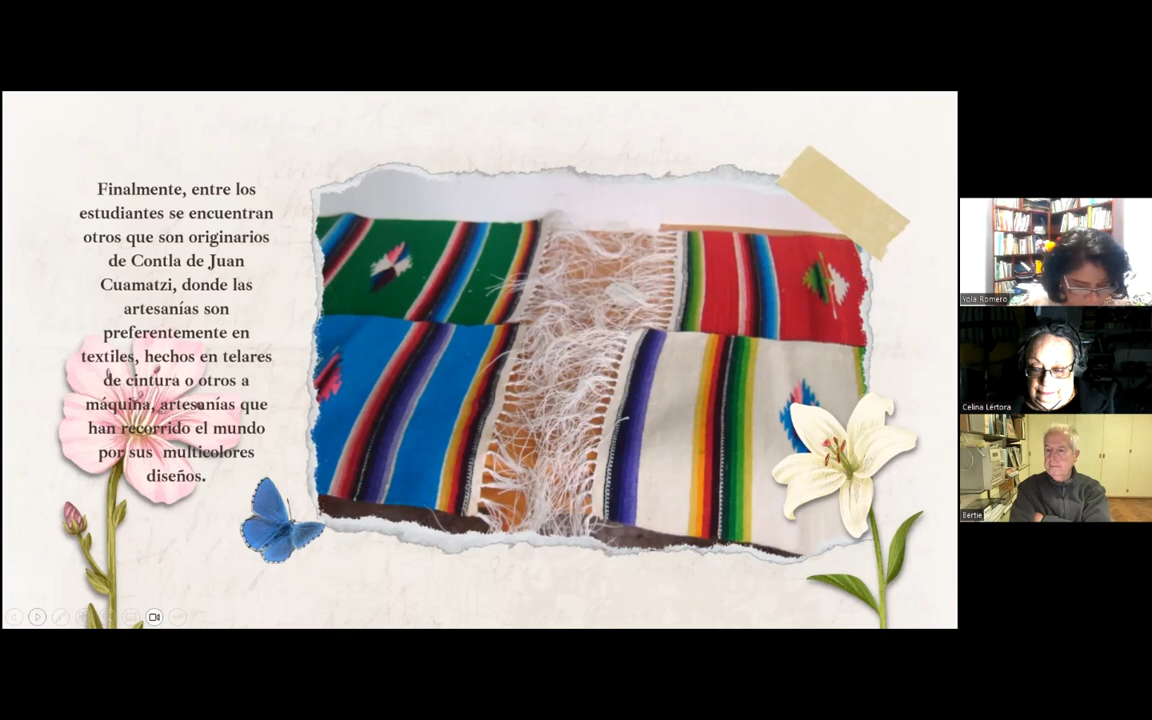 Finalmente, entre los
estudiantes se encuentran
otros que son originarios
de Contla de Juan
Cuamatzi, donde las
artesanías son
preferentemente en
textiles, hechos en telares
de cintura o otros a
máquina, artesanías que
han recorrido el mundo
por sus multicolores
diseños.
Yola Romero
Celina Lértora
Bertie